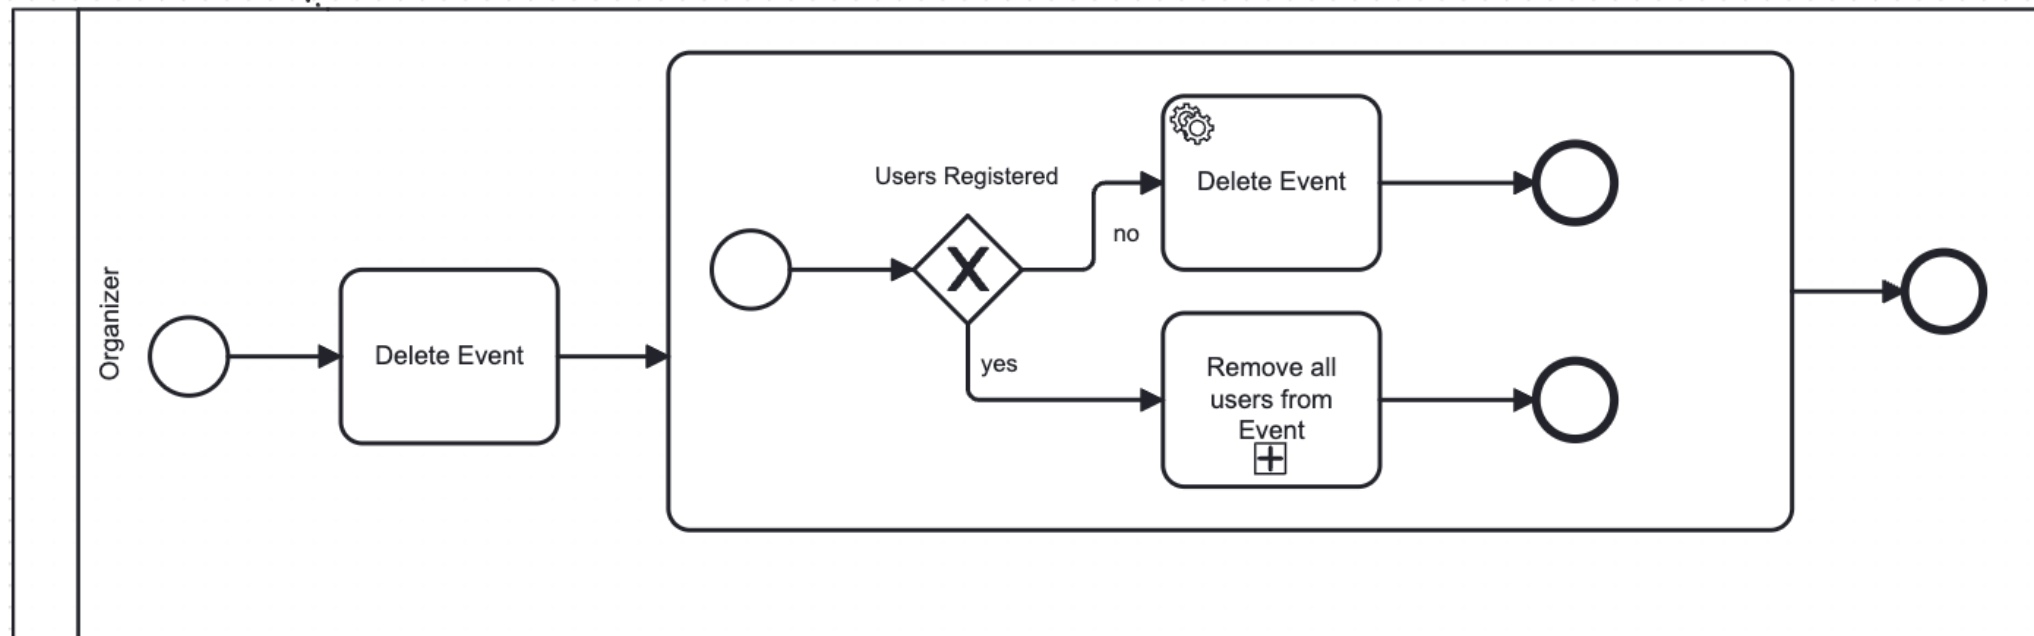 Organizer
Delete Event
Users Registered
no
Delete Event
yes
Remove all
users from
Event